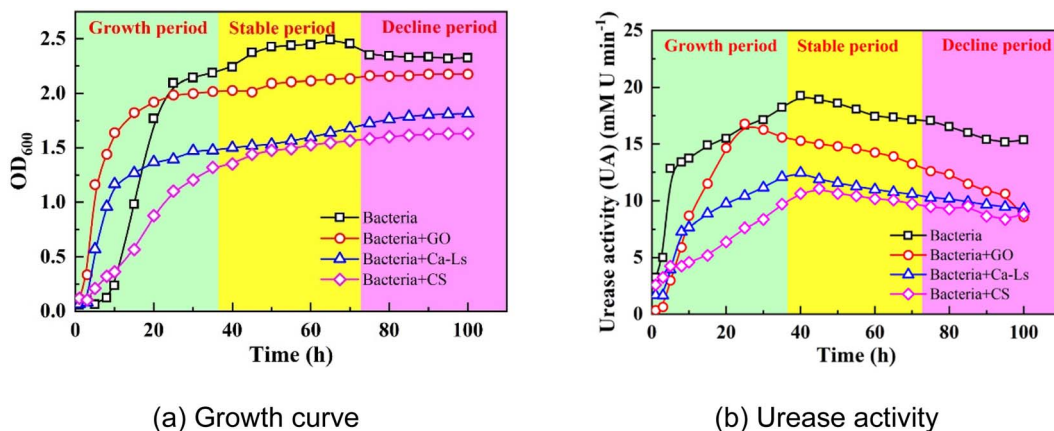 Growth period Stable period Decline period
2.5
2.0
1.5
1.0
0.5
0.0
OD600
Bacteria
Bacteria+GO
Bacteria+Ca-Ls
Bacteria+CS
0 20 40 60 80 100
Time (h)
(a) Growth curve
Growth period Stable period Decline period
25
20
15
10
5
0
Urease activity (UA) (mM U min-1)
Bacteria
Bacteria+GO
Bacteria+Ca-Ls
Bacteria+CS
0 20 40 60 80 100
Time (h)
(b) Urease activity